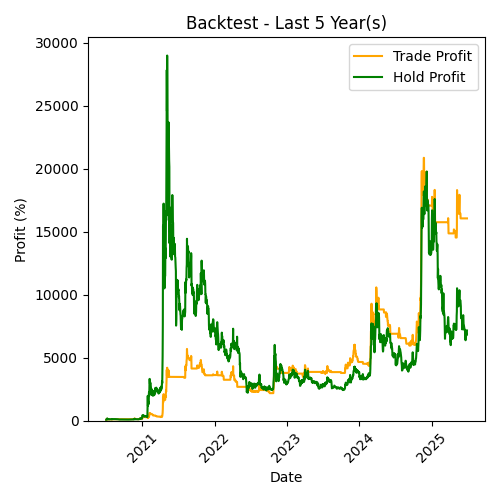 Backtest - Last 5 Year(s)
Trade Profit
Hold Profit
30000
25000
20000
15000
10000
5000
0
Profit (%)
2021
2022
2023
2024
2025
Date